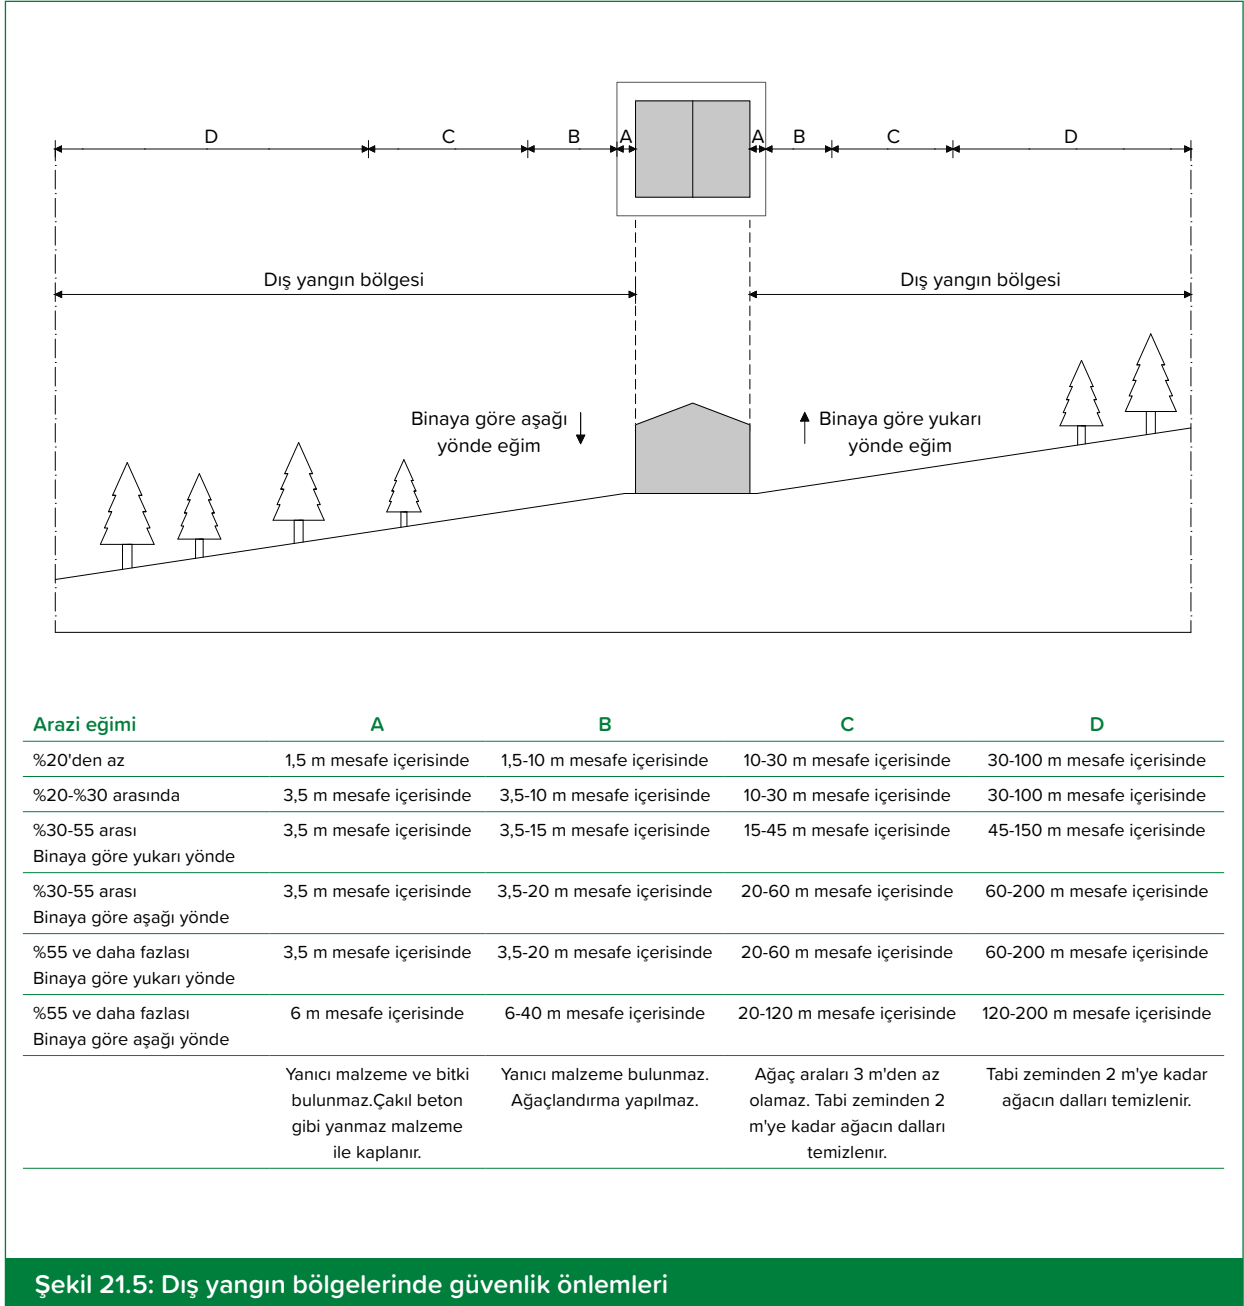 D C B A A B C D
Dış yangın bölgesi Dış yangın bölgesi
Binaya göre aşağı
yönde eğim
Binaya göre yukarı
yönde eğim
Arazi eğimi A B C D
%20'den az 1,5 m mesafe içerisinde 1,5-10 m mesafe içerisinde 10-30 m mesafe içerisinde 30-100 m mesafe içerisinde
%20-%30 arasında 3,5 m mesafe içerisinde 3,5-10 m mesafe içerisinde 10-30 m mesafe içerisinde 30-100 m mesafe içerisinde
%30-55 arası 3,5 m mesafe içerisinde 3,5-15 m mesafe içerisinde 15-45 m mesafe içerisinde 45-150 m mesafe içerisinde
Binaya göre yukarı yönde
%30-55 arası 3,5 m mesafe içerisinde 3,5-20 m mesafe içerisinde 20-60 m mesafe içerisinde 60-200 m mesafe içerisinde
Binaya göre aşağı yönde
%55 ve daha fazlası 3,5 m mesafe içerisinde 3,5-20 m mesafe içerisinde 20-60 m mesafe içerisinde 60-200 m mesafe içerisinde
Binaya göre yukarı yönde
%55 ve daha fazlası 6 m mesafe içerisinde 6-40 m mesafe içerisinde 20-120 m mesafe içerisinde 120-200 m mesafe içerisinde
Binaya göre aşağı yönde
Yanıcı malzeme ve bitki
bulunmaz.Çakıl beton
gibi yanmaz malzeme
ile kaplanır.
Yanıcı malzeme bulunmaz.
Ağaçlandırma yapılmaz.
Ağaç araları 3 m'den az
olamaz. Tabi zeminden 2
m'ye kadar ağacın dalları
temizlenır.
Tabi zeminden 2 m'ye kadar
ağacın dalları temizlenir.
Şekil 21.5: Dış yangın bölgelerinde güvenlik önlemleri